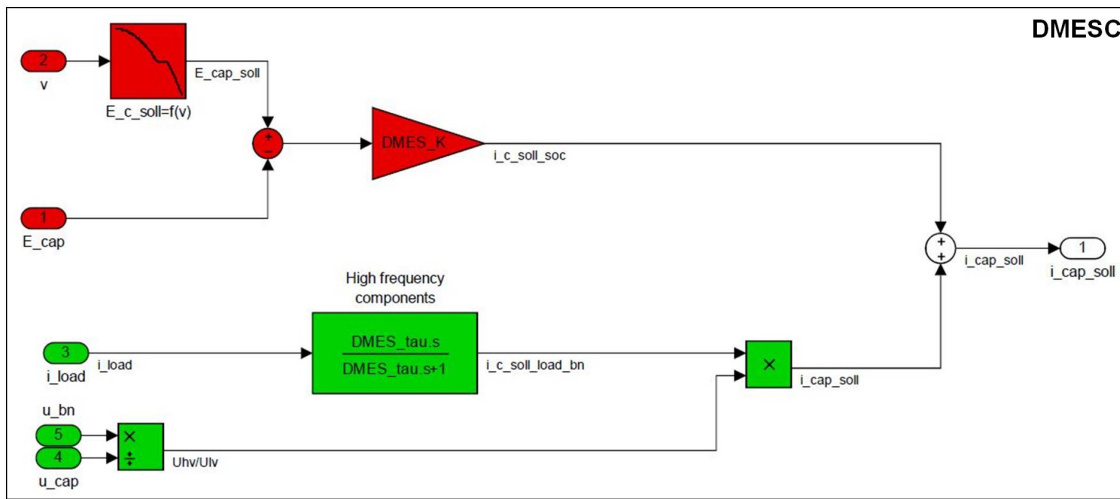 DMESC
2
v
E_c_soll=f(v)
E_cap_soll
+
−
DMES_K
i_c_soll_soc
1
E_cap
+
+
i_cap_soll
1
i_cap_soll
High frequency
components
3
i_load
i_load
DMES_tau.s
DMES_tau.s+1
i_c_soll_load_bn
×
i_cap_soll
u_bn
5
4
u_cap
×
÷
Uhv/Ulv